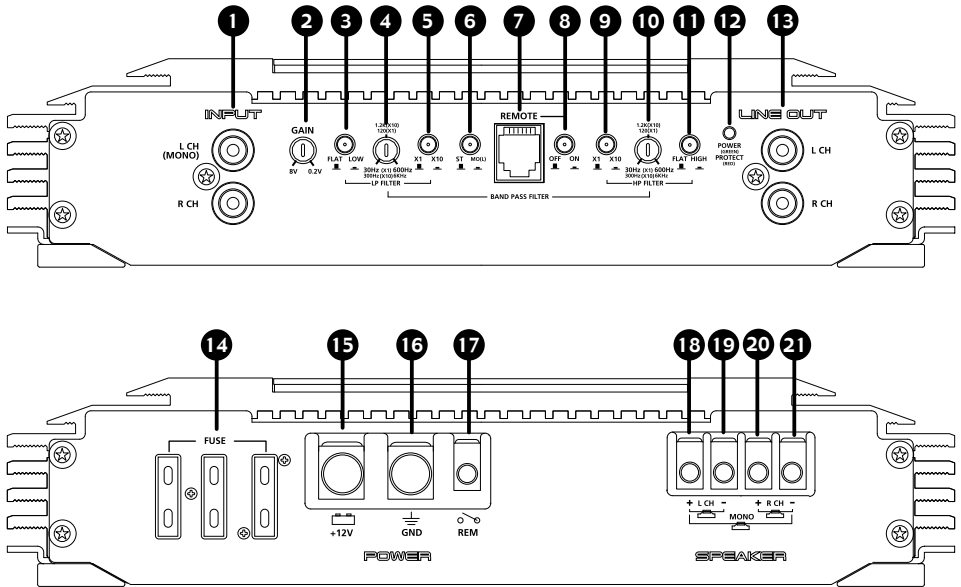 1 2 3 4 5 6 7 8 9 10 11 12 13
INPUT
L CH
(MONO)
R CH
GAIN
8V 0.2V
FLAT LOW
1.2K(X10)
120(X1)
30Hz (X1) 600Hz
300Hz (X10) 6KHz
X1 X10
LP FILTER
ST MO(L)
REMOTE
OFF ON
X1 X10
1.2K(X10)
120(X1)
30Hz (X1) 600Hz
300Hz (X10) 6KHz
FLAT HIGH
HP FILTER
BAND PASS FILTER
POWER
(GREEN)
PROTECT
(RED)
LINE OUT
L CH
R CH
14 15 16 17 18 19 20 21
FUSE
+12V GND REM
POWER
+ L CH - + R CH -
MONO
SPEAKER